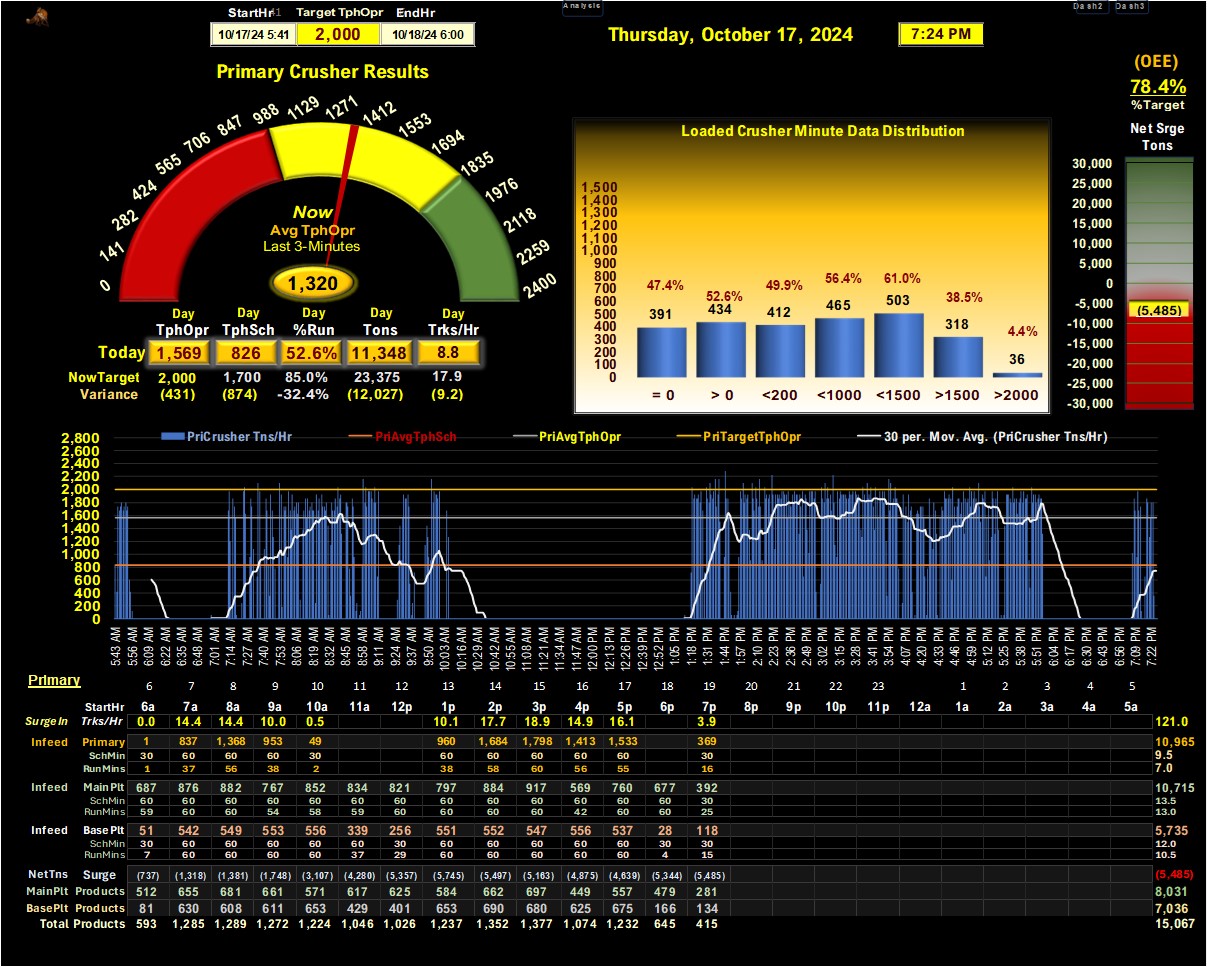 Analysis
Dash2 Dash3
StartHr Target TphOpr EndHr
10/17/24 5:41 2,000 10/18/24 6:00
Thursday, October 17, 2024
7:24 PM
Primary Crusher Results
0 141 282 424 565 706 847 988 1129 1271 1412 1553 1694 1835 1976 2118 2259 2400
Now
Avg TphOpr
Last 3-Minutes
1,320
Day Day Day Day Day
TphOpr TphSch %Run Tons Trks/Hr
Today 1,569 826 52.6% 11,348 8.8
NowTarget 2,000 1,700 85.0% 23,375 17.9
Variance (431) (874) -32.4% (12,027) (9.2)
Loaded Crusher Minute Data Distribution
1,500
1,400
1,300
1,200
1,100
1,000
900
800
700
600
500
400
300
200
100
0
47.4% 52.6% 49.9% 56.4% 61.0% 38.5% 4.4%
391 434 412 465 503 318 36
= 0 > 0 <200 <1000 <1500 >1500 >2000
(OEE)
78.4%
%Target
Net Srge
Tons
30,000
25,000
20,000
15,000
10,000
5,000
0
-5,000
(5,485)
-10,000
-15,000
-20,000
-25,000
-30,000
PriCrusher Tns/Hr PriAvgTphSch PriAvgTphOpr PriTargetTphOpr 30 per. Mov. Avg. (PriCrusher Tns/Hr)
2,800
2,600
2,400
2,200
2,000
1,800
1,600
1,400
1,200
1,000
800
600
400
200
0
5:43 AM 5:56 AM 6:09 AM 6:22 AM 6:35 AM 6:48 AM 7:01 AM 7:14 AM 7:27 AM 7:40 AM 7:53 AM 8:06 AM 8:19 AM 8:32 AM 8:45 AM 8:58 AM 9:11 AM 9:24 AM 9:37 AM 9:50 AM 10:03 AM 10:16 AM 10:29 AM 10:42 AM 10:55 AM 11:08 AM 11:21 AM 11:34 AM 11:47 AM 12:00 PM 12:13 PM 12:26 PM 12:39 PM 12:52 PM 1:05 PM 1:18 PM 1:31 PM 1:44 PM 1:57 PM 2:10 PM 2:23 PM 2:36 PM 2:49 PM 3:02 PM 3:15 PM 3:28 PM 3:41 PM 3:54 PM 4:07 PM 4:20 PM 4:33 PM 4:46 PM 4:59 PM 5:12 PM 5:25 PM 5:38 PM 5:51 PM 6:04 PM 6:17 PM 6:30 PM 6:43 PM 6:56 PM 7:09 PM 7:22 PM
Primary
6 7 8 9 10 11 12 13 14 15 16 17 18 19 20 21 22 23 1 2 3 4 5
StartHr 6a 7a 8a 9a 10a 11a 12p 1p 2p 3p 4p 5p 6p 7p 8p 9p 10p 11p 12a 1a 2a 3a 4a 5a
SurgeIn Trks/Hr 0.0 14.4 14.4 10.0 0.5 10.1 17.7 18.9 14.9 16.1 3.9 121.0
Infeed Primary 1 837 1,368 953 49 960 1,684 1,798 1,413 1,533 369 10,965
SchMin 30 60 60 60 30 60 60 60 60 60 30 9.5
RunMins 1 37 56 38 2 38 58 60 56 55 16 7.0
Infeed MainPlt 687 876 882 767 852 834 821 797 884 917 569 760 677 392 10,715
SchMin 60 60 60 60 60 60 60 60 60 60 60 60 60 30 13.5
RunMins 59 60 60 54 58 59 60 60 60 60 42 60 60 25 13.0
Infeed BasePlt 51 542 549 553 556 339 256 551 552 547 556 537 28 118 5,735
SchMin 30 60 60 60 60 60 30 60 60 60 60 60 30 30 12.0
RunMins 7 60 60 60 60 37 29 60 60 60 60 60 4 15 10.5
NetTns Surge (737) (1,318) (1,381) (1,748) (3,107) (4,280) (5,357) (5,745) (5,497) (5,163) (4,875) (4,639) (5,344) (5,485) (5,485)
MainPlt Products 512 655 681 661 571 617 625 584 662 697 449 557 479 281 8,031
BasePlt Products 81 630 608 611 653 429 401 653 690 680 625 675 166 134 7,036
Total Products 593 1,285 1,289 1,272 1,224 1,046 1,026 1,237 1,352 1,377 1,074 1,232 645 415 15,067